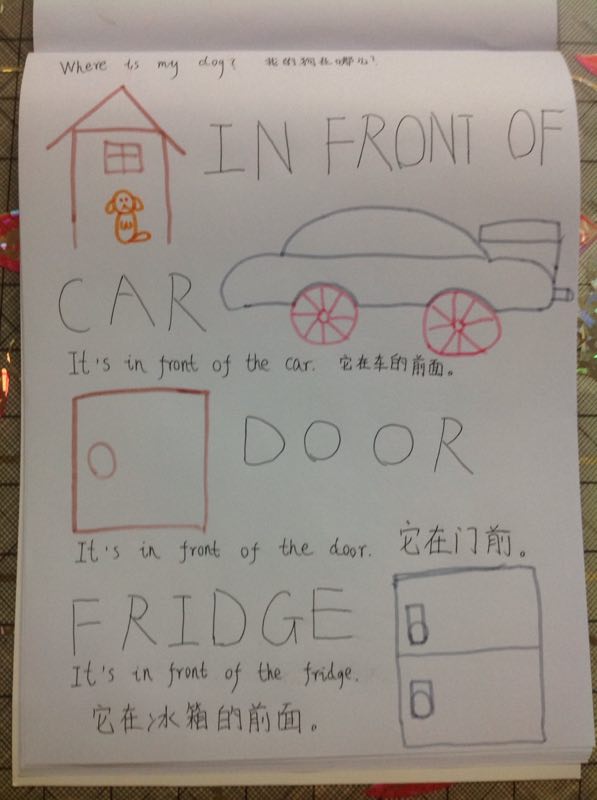 Where is my dog? 我的狗在哪儿?
IN FRONT OF
CAR
It's in front of the car. 它在车的前面。
DOOR
It's in front of the door. 它在门前。
FRIDGE
It's in front of the fridge.
它在冰箱的前面。